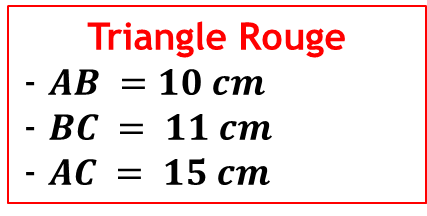 Triangle Rouge
- AB = 10 cm
- BC = 11 cm
- AC = 15 cm